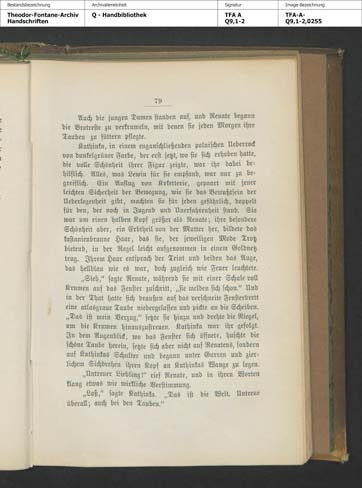 Bestandsbezeichnung
Theodor-Fontane-Archiv
Handschriften
Archivalieneinheit
Q - Handbibliothek
Signatur
TFA A
Q9,1-2
Image-Bezeichnung
TFA-A-
Q9,1-2,0255
79
Auch die jungen Damen standen auf, und Renate begann
die Brotreste zu verkrumeln, mit denen sie jeden Morgen ihre
Tauben zu füttern pflegte.
Kathinka, in einem enganschließenden polnischen Ueberrock
von dunkelgrüner Farbe, der erst jetzt, wo sie sich erhoben hatte,
die volle Schönheit ihrer Figur zeigte, war ihr dabei be-
hilflich. Alles, was Lewin für sie empfand, war nur zu be-
greiflich. Ein Anflug von Koketterie, gepaart mit jener
leichten Sicherheit der Bewegung, wie sie das Bewußtsein der
Ueberlegenheit gibt, machten sie für jeden gefährlich, doppelt
für den, der noch in Jugend und Unerfahrenheit stand. Sie
war um einen halben Kopf größer als Renate; ihre besondere
Schönheit aber, ein Erbtheil von der Mutter her, bildete das
kastanienbraune Haar, das sie, der jeweiligen Mode Trotz
bietend, in der Regel leicht aufgenommen in einem Goldnetz
trug. Ihrem Haar entsprach der Teint und beiden das Auge,
das hellblau wie es war, doch zugleich wie Feuer leuchtete.
„Sieh,“ sagte Renate, während sie mit einer Schale voll
Krumen auf das Fenster zuschritt, „sie melden sich schon.“ Und
in der That hatte sich draußen auf das verschneite Fensterbrett
eine atlasgraue Taube niedergelassen und pickte an die Scheiben.
„Das ist mein Verzug,“ setzte sie hinzu und drehte die Riegel,
um die Krumen hinauszustreuen. Kathinka war ihr gefolgt.
In dem Augenblick, wo das Fenster sich öffnete, huschte die
schöne Taube herein, setzte sich aber nicht auf Renatens, sondern
auf Kathinkas Schulter und begann unter Gurren und zier-
lichem Sichdrehen ihren Kopf an Kathinkas Wange zu legen.
„Untreuer Liebling!“ rief Renate, und in ihren Worten
klang etwas wie wirkliche Verstimmung.
„Laß,“ sagte Kathinka. „Das ist die Welt. Untreue
überall; auch bei den Tauben.“